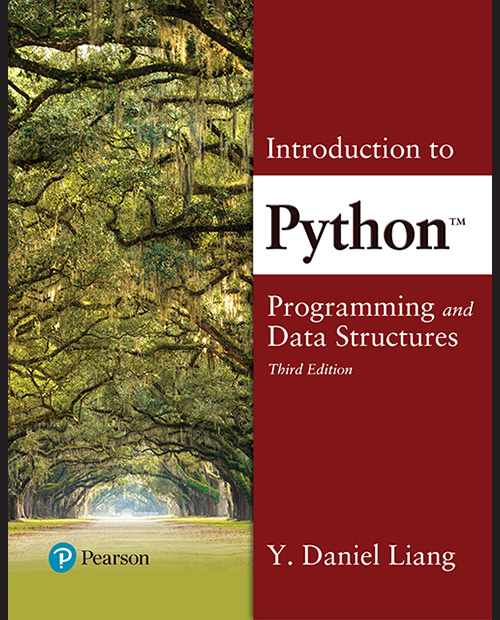 Introduction to
Python™
Programming and
Data Structures
Third Edition
Y. Daniel Liang
P Pearson